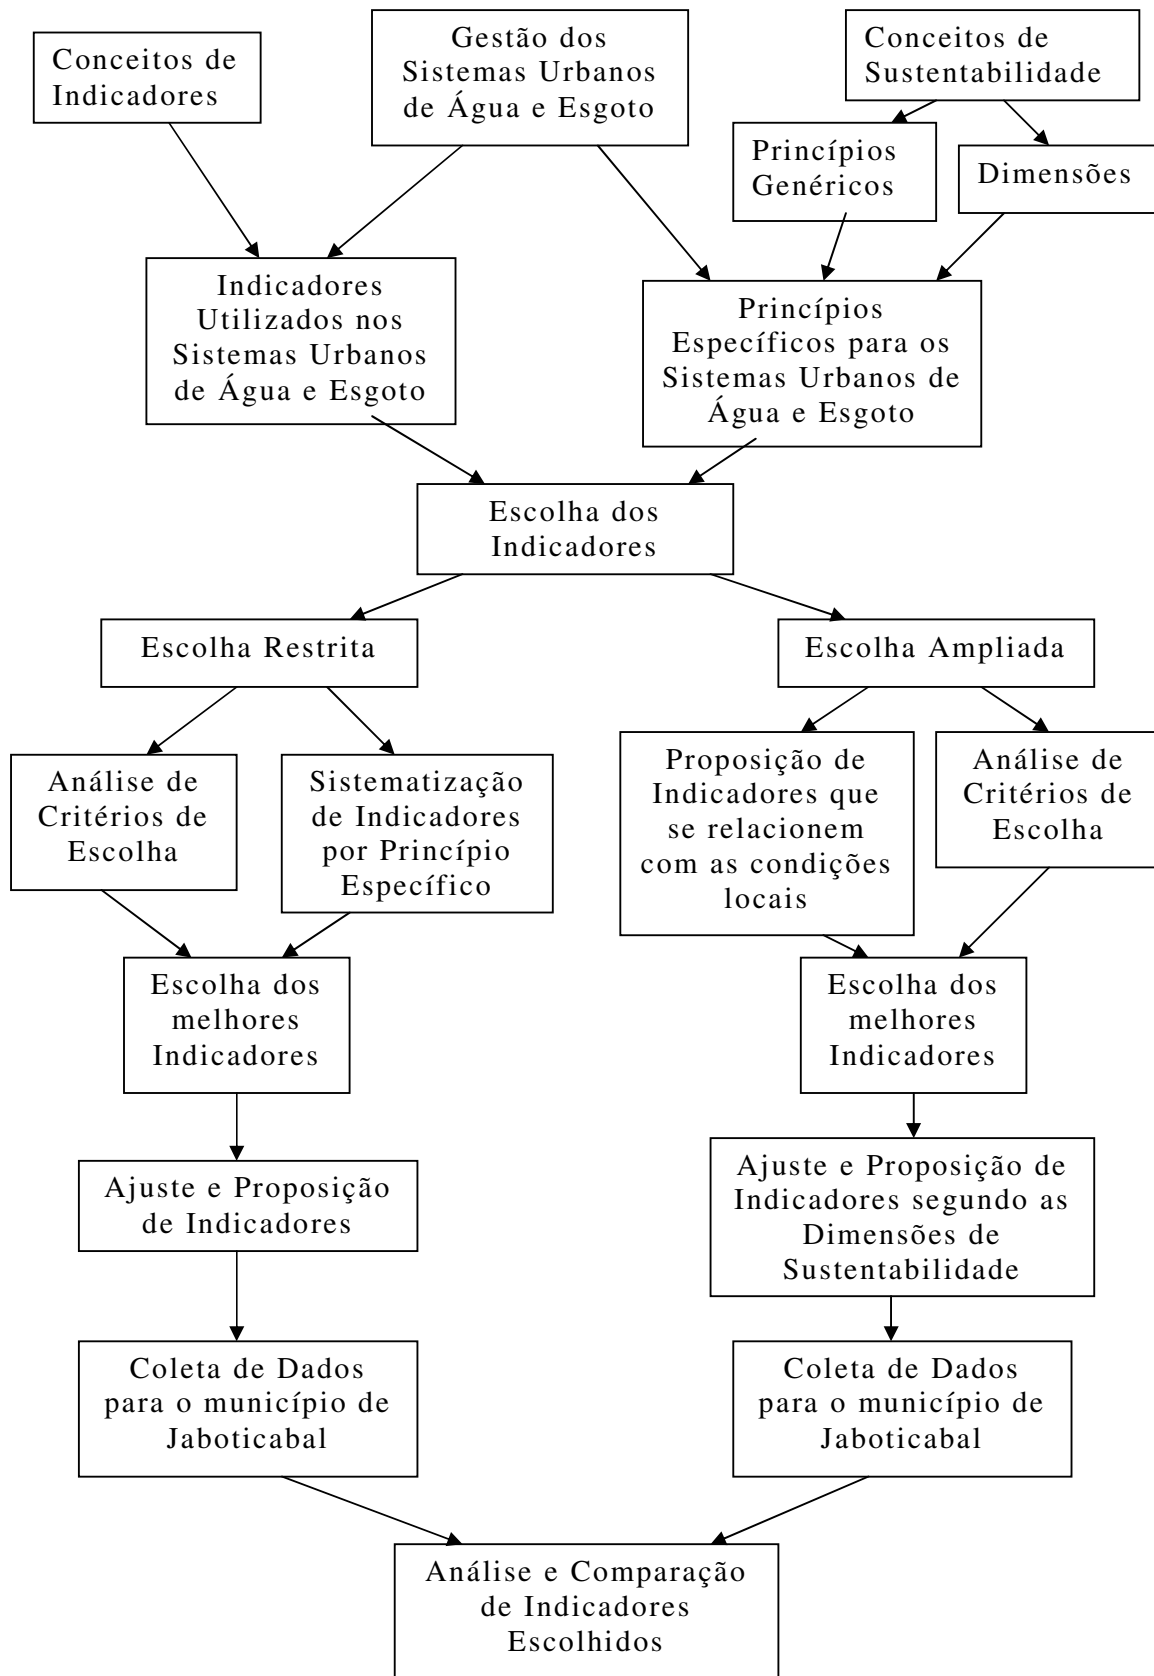 Conceitos de
Indicadores
Gestão dos
Sistemas Urbanos
de Água e Esgoto
Conceitos de
Sustentabilidade
Princípios
Genéricos
Dimensões
Indicadores
Utilizados nos
Sistemas Urbanos
de Água e Esgoto
Princípios
Específicos para os
Sistemas Urbanos de
Água e Esgoto
Escolha dos
Indicadores
Escolha Restrita
Escolha Ampliada
Análise de
Critérios de
Escolha
Sistematização
de Indicadores
por Princípio
Específico
Proposição de
Indicadores que
se relacionem
com as condições
locais
Análise de
Critérios de
Escolha
Escolha dos
melhores
Indicadores
Escolha dos
melhores
Indicadores
Ajuste e Proposição
de Indicadores
Ajuste e Proposição de
Indicadores segundo as
Dimensões de
Sustentabilidade
Coleta de Dados
para o município de
Jaboticabal
Coleta de Dados
para o município de
Jaboticabal
Análise e Comparação
de Indicadores
Escolhidos